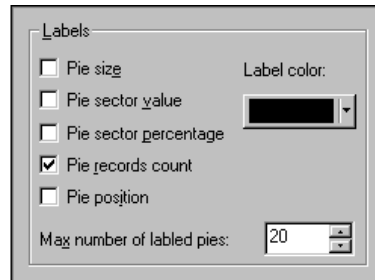 Labels
Pie size
Label color:
Pie sector value
Pie sector percentage
Pie records count
Pie position
Max number of labled pies:
20